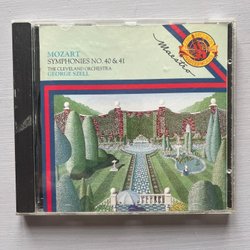 MOZART
SYMPHONIES NO. 40 & 41
THE CLEVELAND ORCHESTRA
GEORGE SZELL
Maestro